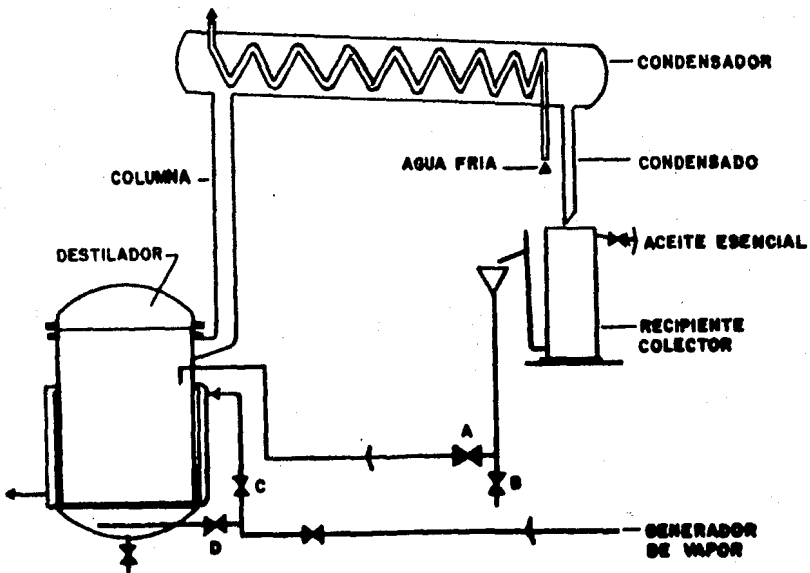 CONDENSADOR
AGUA FRIA
CONDENSADO
COLUMNA
ACEITE ESENCIAL
DESTILADOR
RECIPIENTE
COLECTOR
A
B
C
D
GENERADOR
DE VAPOR